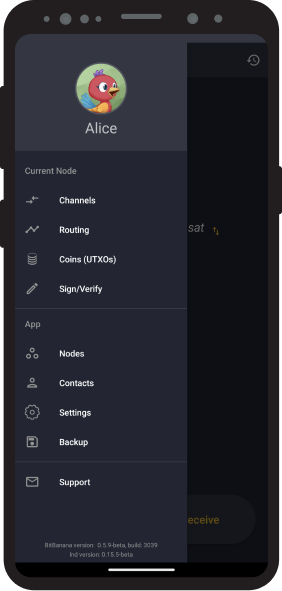 Alice
Current Node
Channels
Routing
sat
Coins (UTXOs)
Sign/Verify
App
Nodes
Contacts
Settings
Backup
Support
eceive
BitBanana version: 0.5.9-beta, build: 3039
lnd version: 0.15.5-beta